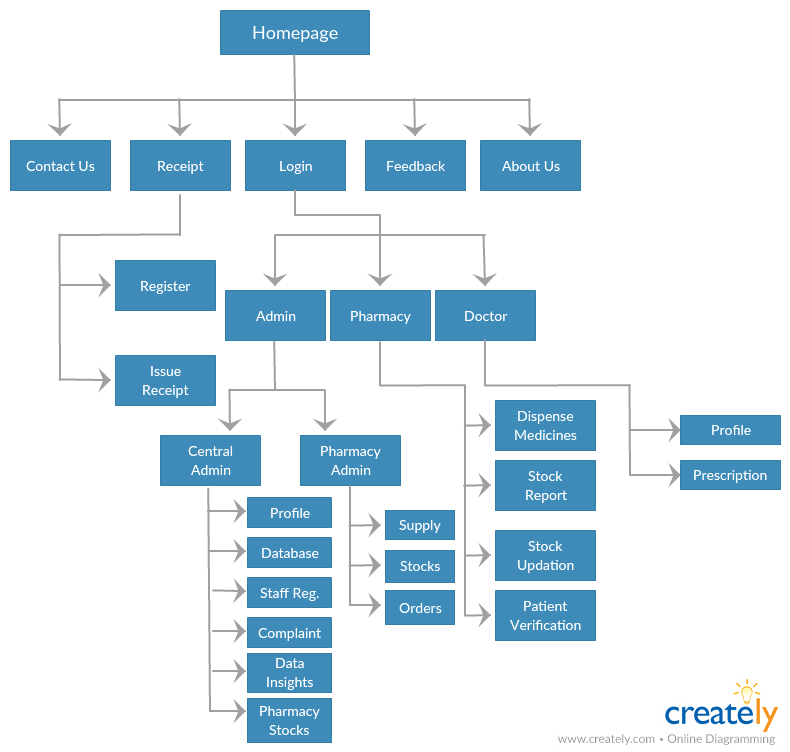 Homepage
Contact Us
Receipt
Login
Feedback
About Us
Register
Issue
Receipt
Admin
Pharmacy
Doctor
Central
Admin
Pharmacy
Admin
Profile
Database
Staff Reg.
Complaint
Data
Insights
Pharmacy
Stocks
Supply
Stocks
Orders
Dispense
Medicines
Stock
Report
Stock
Updation
Patient
Verification
Profile
Prescription
creately
www.creately.com • Online Diagramming